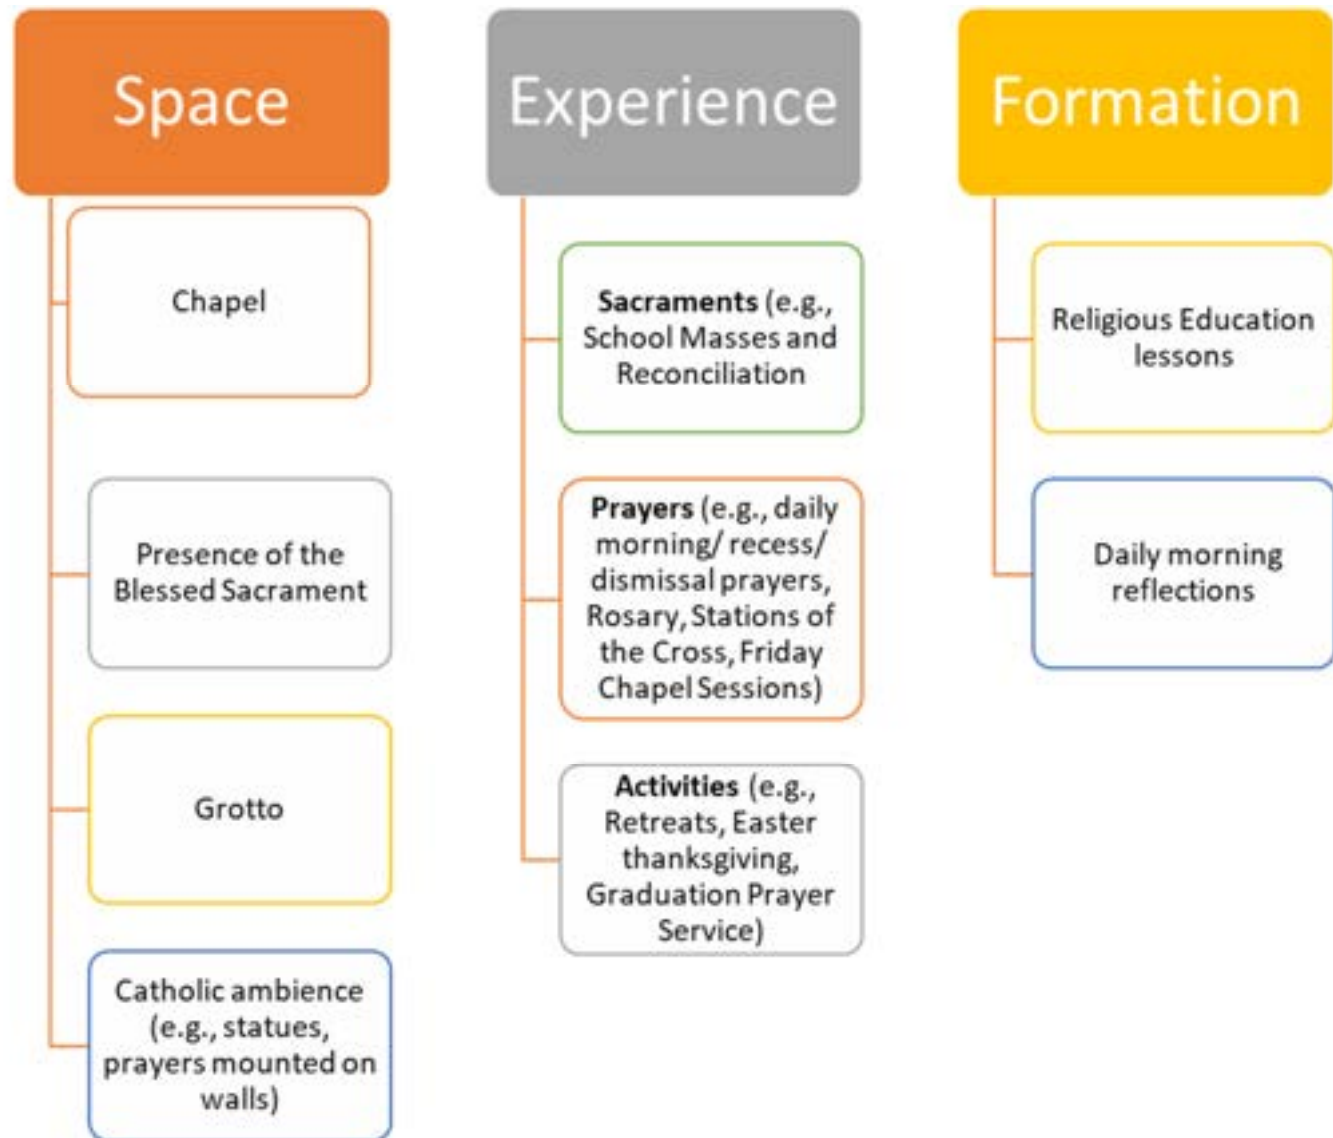 Space
Chapel
Presence of the
Blessed Sacrament
Grotto
Catholic ambience
(e.g., statues,
prayers mounted on
walls)
Experience
Sacraments (e.g.,
School Masses and
Reconciliation
Prayers (e.g., daily
morning/ recess/
dismissal prayers,
Rosary, Stations of
the Cross, Friday
Chapel Sessions)
Activities (e.g.,
Retreats, Easter
thanksgiving,
Graduation Prayer
Service)
Formation
Religious Education
lessons
Daily morning
reflections